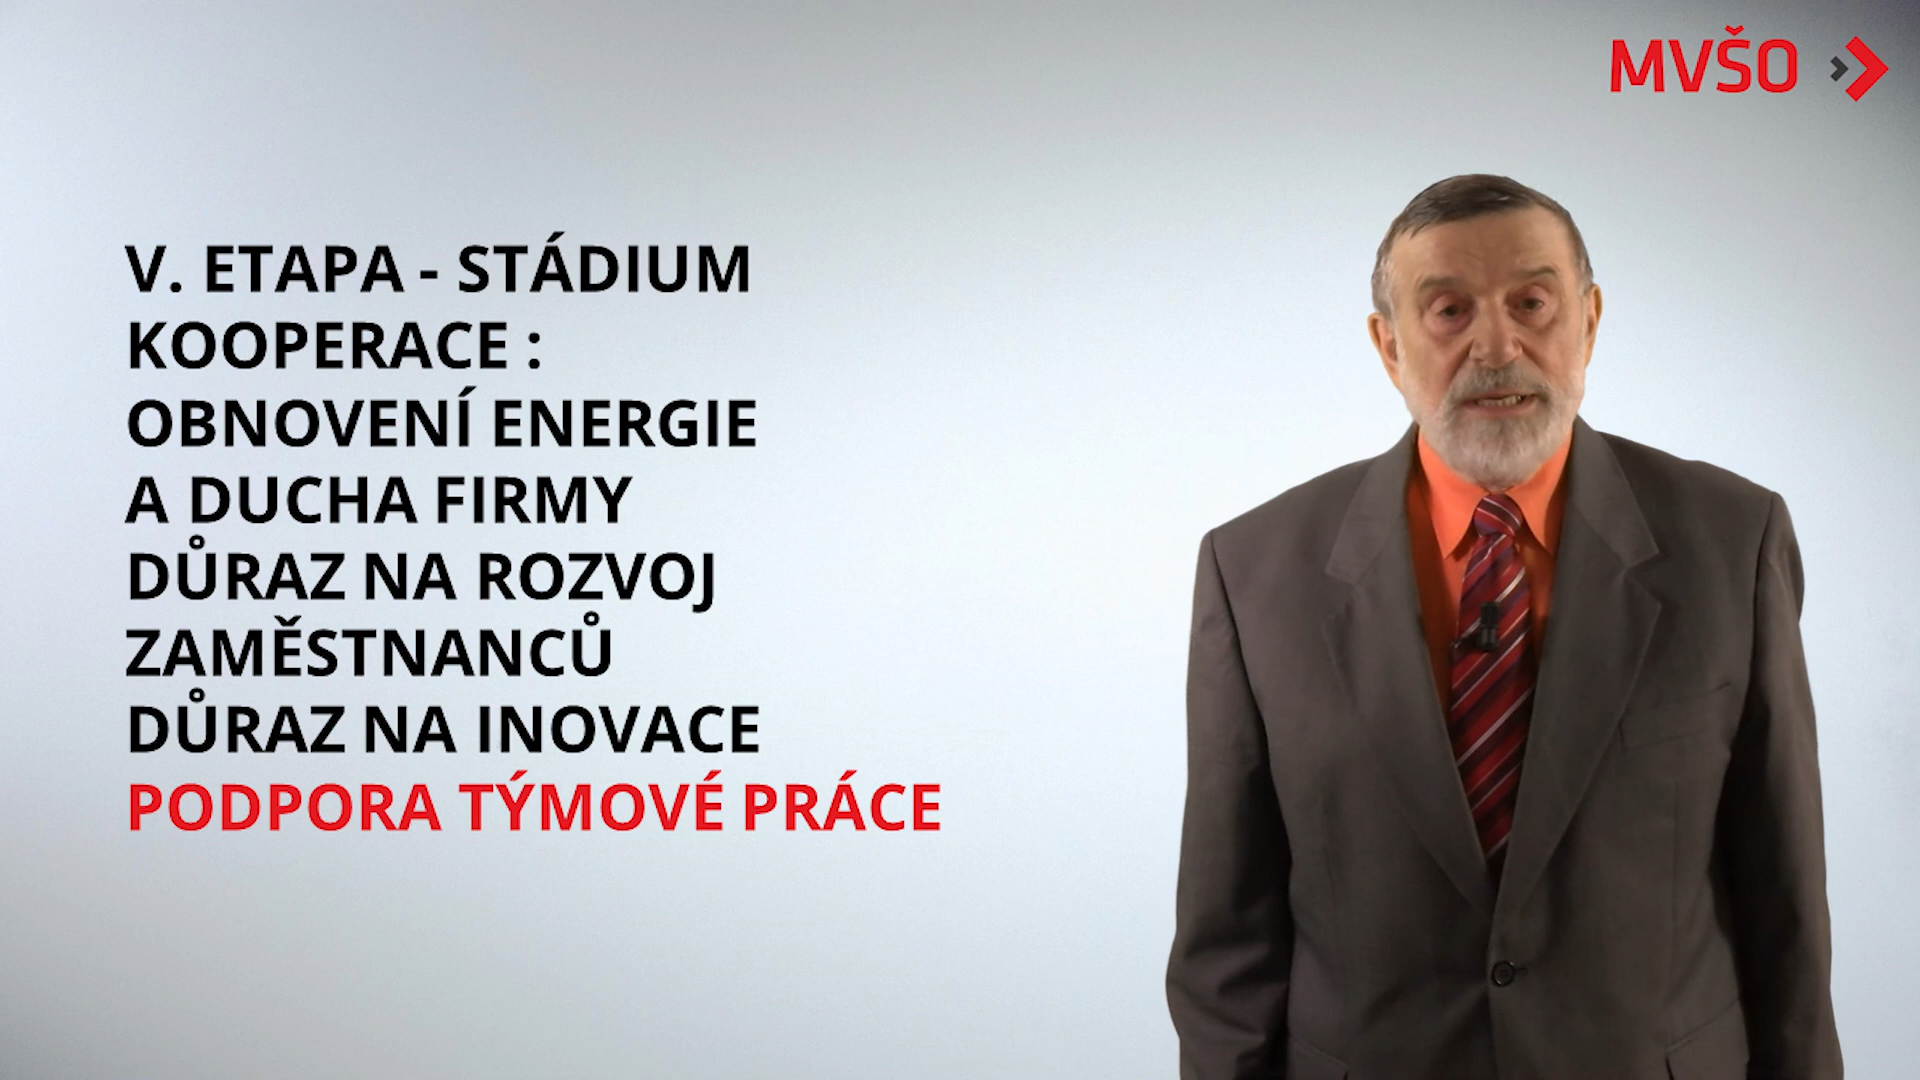 MVŠO
V. ETAPA - STÁDIUM
KOOPERACE :
OBNOVENÍ ENERGIE
A DUCHA FIRMY
DŮRAZ NA ROZVOJ
ZAMĚSTNANCŮ
DŮRAZ NA INOVACE
PODPORA TÝMOVÉ PRÁCE